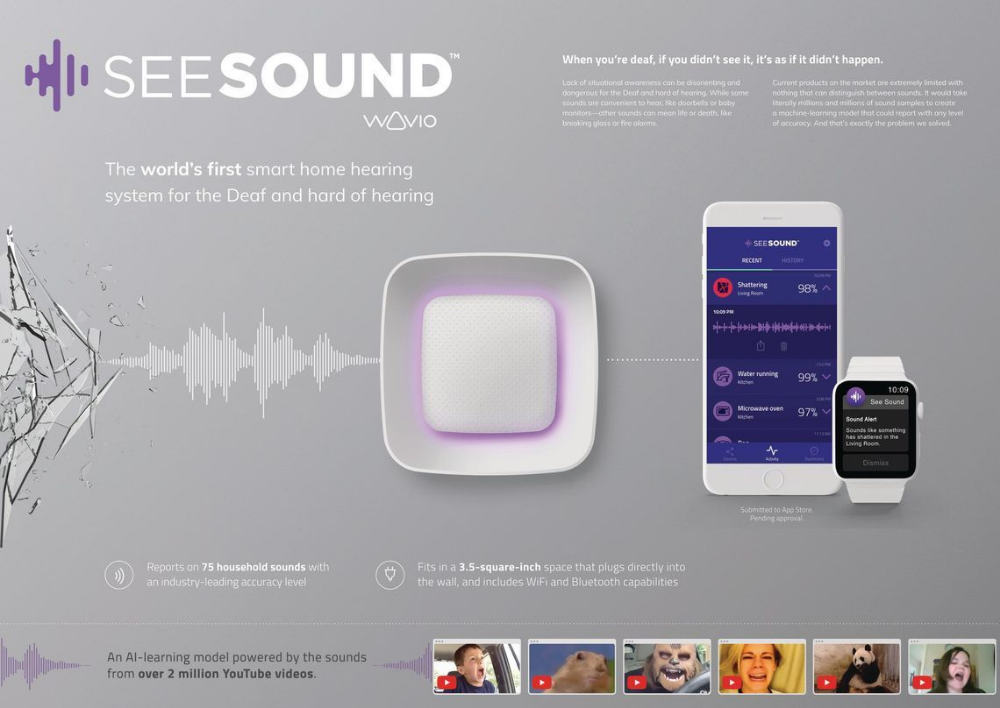 SEESOUND™
WAVIO
The world's first smart home hearing
system for the Deaf and hard of hearing
When you're deaf, if you didn't see it, it's as if it didn't happen.
Lack of situational awareness can be disorienting and
dangerous for the Deaf and hard of hearing. While some
sounds are convenient to hear, like doorbells or baby
monitors—other sounds can mean life or death, like
breaking glass or fire alarms.
Current products on the market are extremely limited with
nothing that can distinguish between sounds. It would take
literally millions and millions of sound samples to create
a machine-learning model that could report with any level
of accuracy. And that's exactly the problem we solved.
SEESOUND™
RECENT HISTORY
Shattering
Living Room
98%
10:09 PM
Water running
Kitchen
99%
Microwave oven
Kitchen
97%
Activity
10:09
See Sound
Sound Alert
Sounds like something
has shattered in the
Living Room.
Dismiss
Submitted to App Store.
Pending approval.
Reports on 75 household sounds with
an industry-leading accuracy level
Fits in a 3.5-square-inch space that plugs directly into
the wall, and includes WiFi and Bluetooth capabilities
An AI-learning model powered by the sounds
from over 2 million YouTube videos.